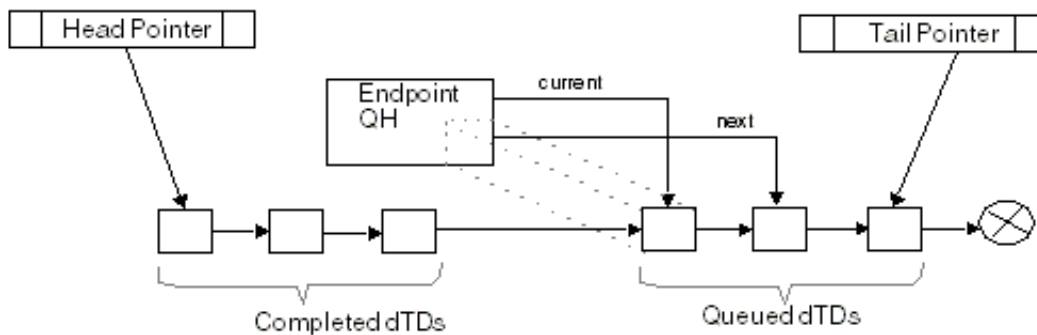 Head Pointer
Tail Pointer
Endpoint
QH
current
next
Completed dTDs
Queued dTDs